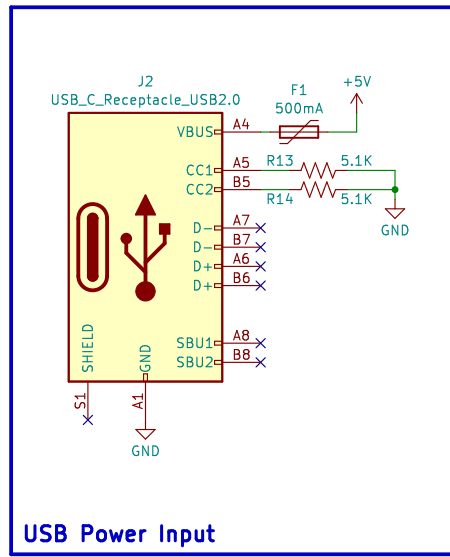 J2
USB_C_Receptacle_USB2.0
F1
500mA
+5V
VBUS A4
CC1 A5 R13 5.1K
CC2 B5 R14 5.1K
GND
D- A7
D- B7
D+ A6
D+ B6
SBU1 A8
SBU2 B8
SHIELD
GND
S1
A1
GND
USB Power Input